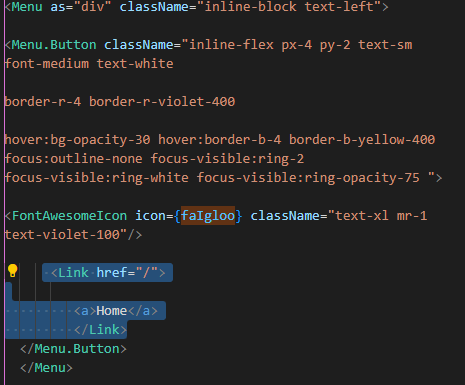 <Menu as="div" className="inline-block text-left">
<Menu.Button className="inline-flex px-4 py-2 text-sm
font-medium text-white
border-r-4 border-r-violet-400
hover:bg-opacity-30 hover:border-b-4 border-b-yellow-400
focus:outline-none focus-visible:ring-2
focus-visible:ring-white focus-visible:ring-opacity-75 ">
<FontAwesomeIcon icon={faIgloo} className="text-xl mr-1
text-violet-100"/>
<Link href="/">
<a>Home</a>
</Link>
</Menu.Button>
</Menu>